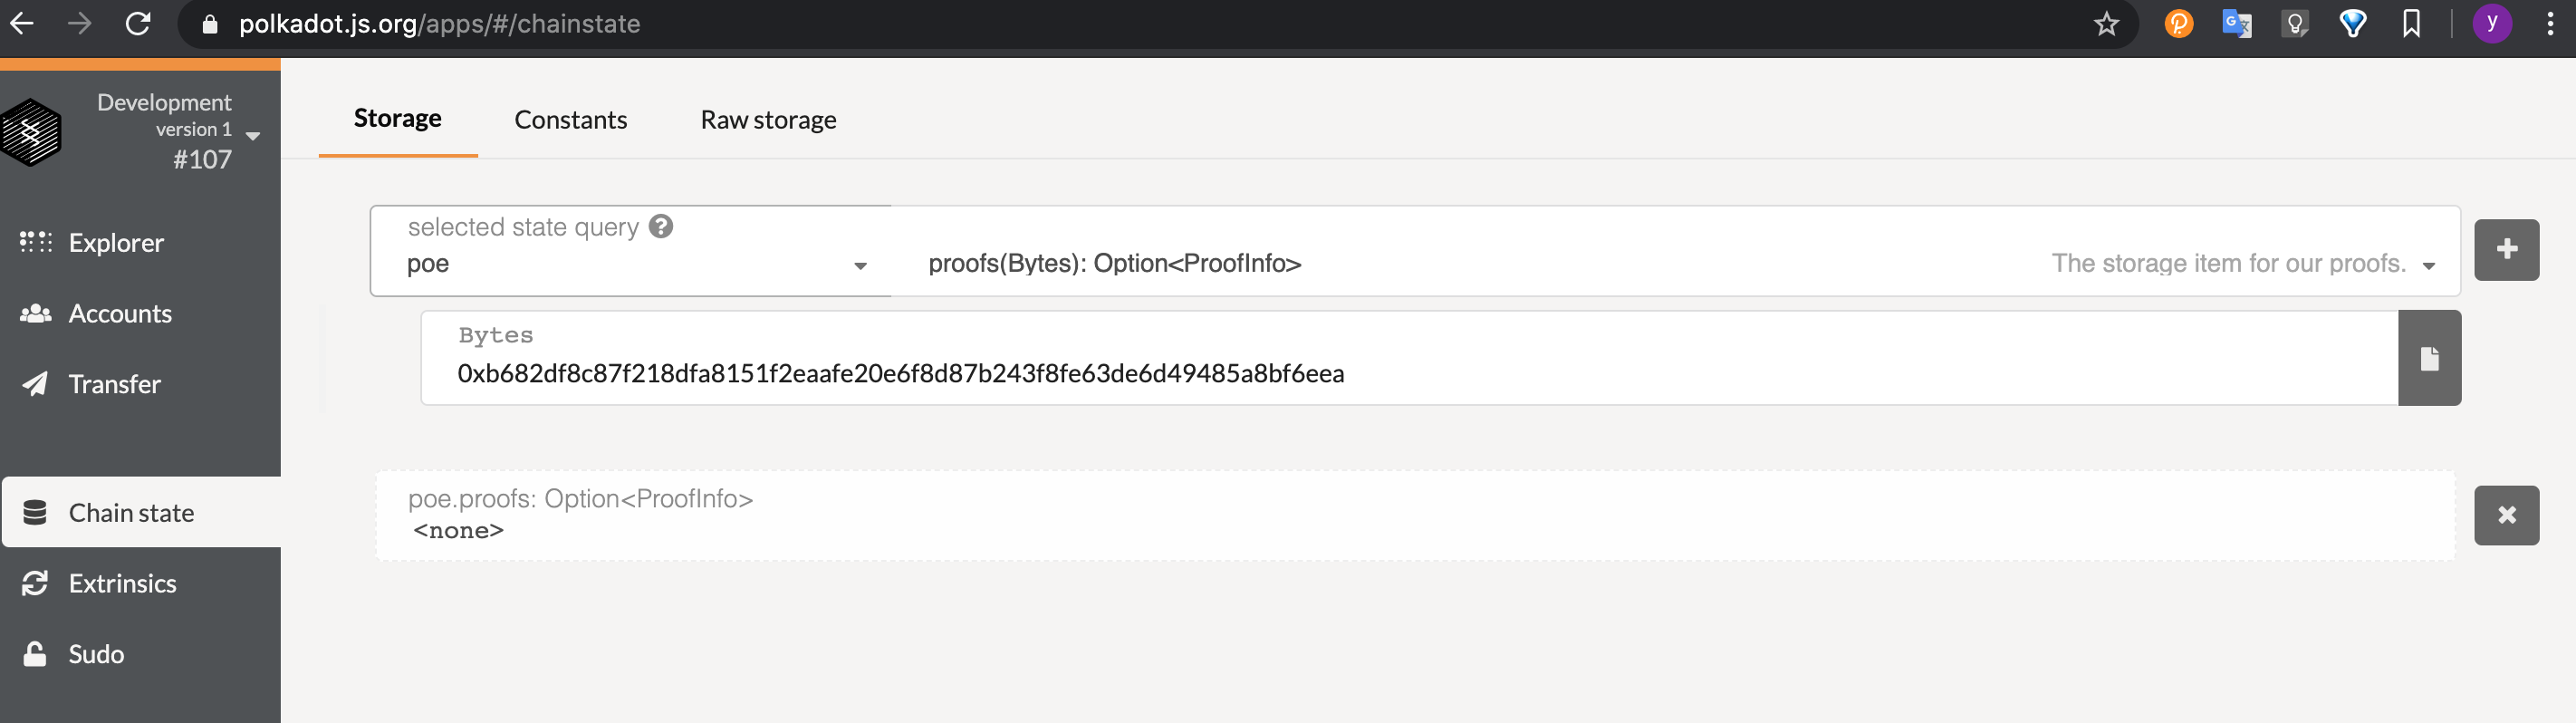 polkadot.js.org/apps/#/chainstate
y
Development
version 1
#107
Explorer
Accounts
Transfer
Chain state
Extrinsics
Sudo
Storage
Constants
Raw storage
selected state query
poe
proofs(Bytes): Option<ProofInfo>
The storage item for our proofs.
Bytes
0xb682df8c87f218dfa8151f2eaafe20e6f8d87b243f8fe63de6d49485a8bf6eea
poe.proofs: Option<ProofInfo>
<none>